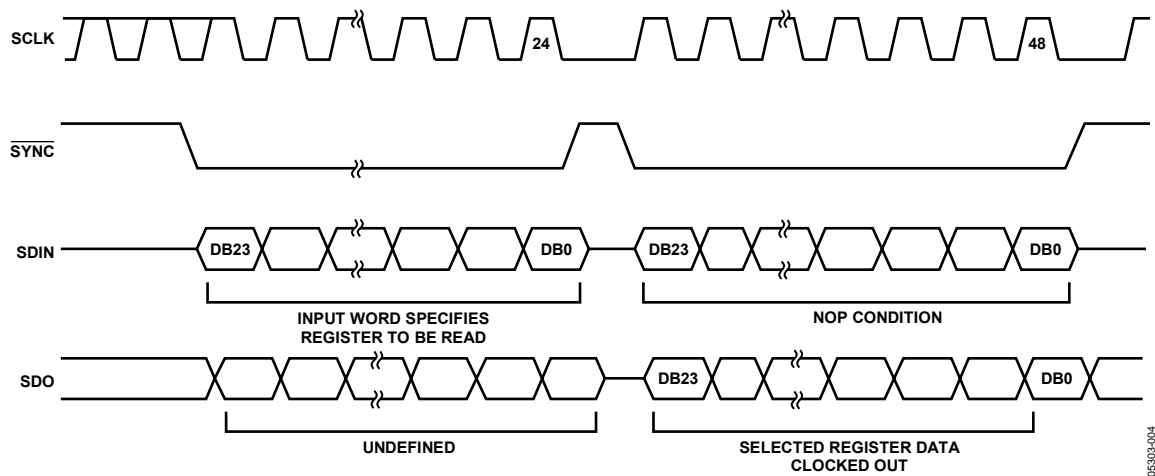 SCLK
24
48
SYNC
SDIN
DB23
DB0
DB23
DB0
INPUT WORD SPECIFIES
REGISTER TO BE READ
NOP CONDITION
SDO
DB23
DB0
UNDEFINED
SELECTED REGISTER DATA
CLOCKED OUT
05303-004